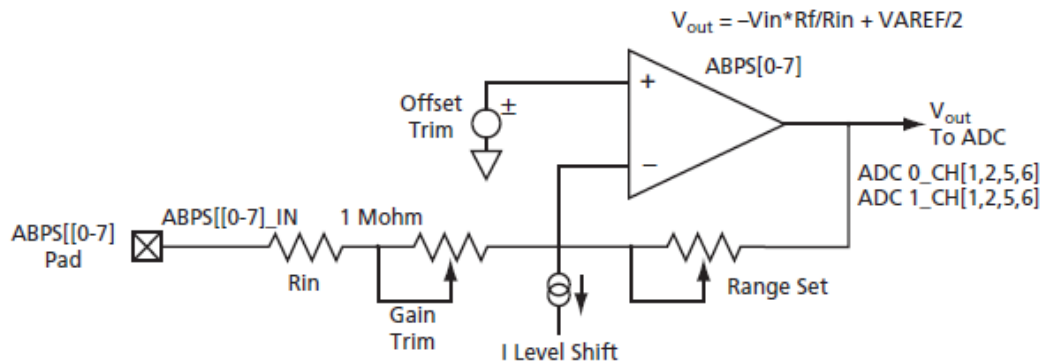 Vout = –Vin*Rf/Rin + VAREF/2
ABPS[0-7]
+
Offset
Trim
±
–
Vout
To ADC
ADC 0_CH[1,2,5,6]
ADC 1_CH[1,2,5,6]
ABPS[[0-7]
Pad
ABPS[[0-7]_IN
1 Mohm
Rin
Gain
Trim
Range Set
I Level Shift